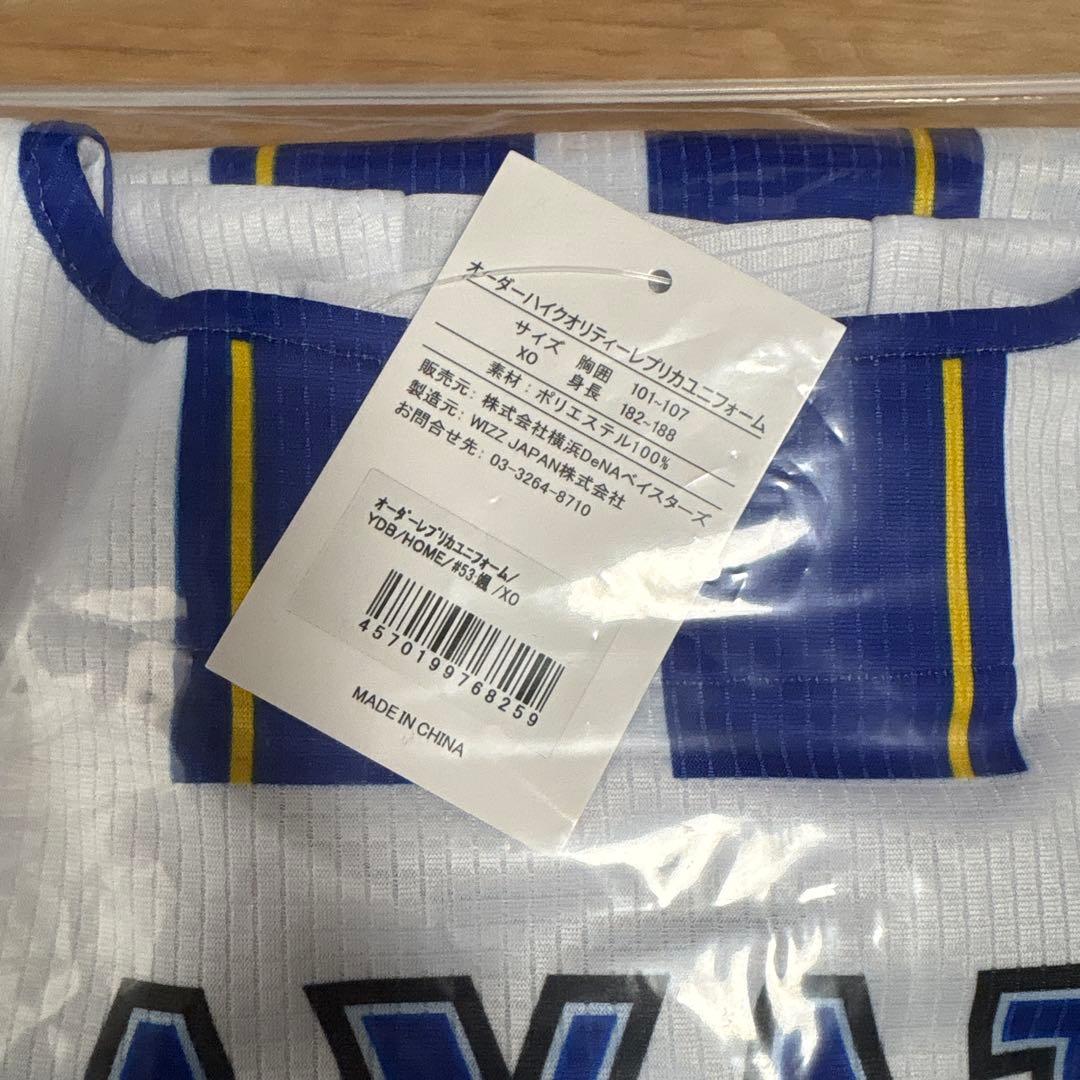 オーダーハイクオリティーレプリカユニフォーム
サイズ 胸囲 101~107
XO 身長 182~188
素材：ポリエステル100%
販売元：株式会社横浜DeNAベイスターズ
製造元：WIZZ JAPAN株式会社
お問合せ先：03-3264-8710
ｵｰﾀﾞｰﾚﾌﾟﾘｶﾕﾆﾌｫｰﾑ/
YDB/HOME/#53.颯 /XO
4570199768259
MADE IN CHINA